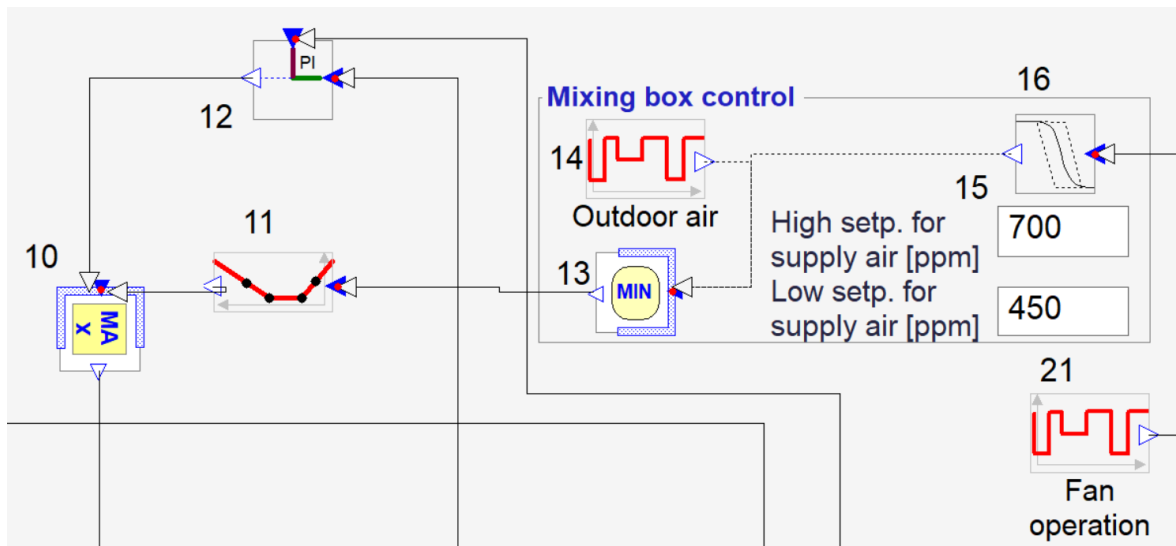 16
PI
12
Mixing box control
14
Outdoor air
15
11
High setp. for
supply air [ppm]
700
10
13
MIN
Low setp. for
supply air [ppm]
450
MA
x
21
Fan
operation